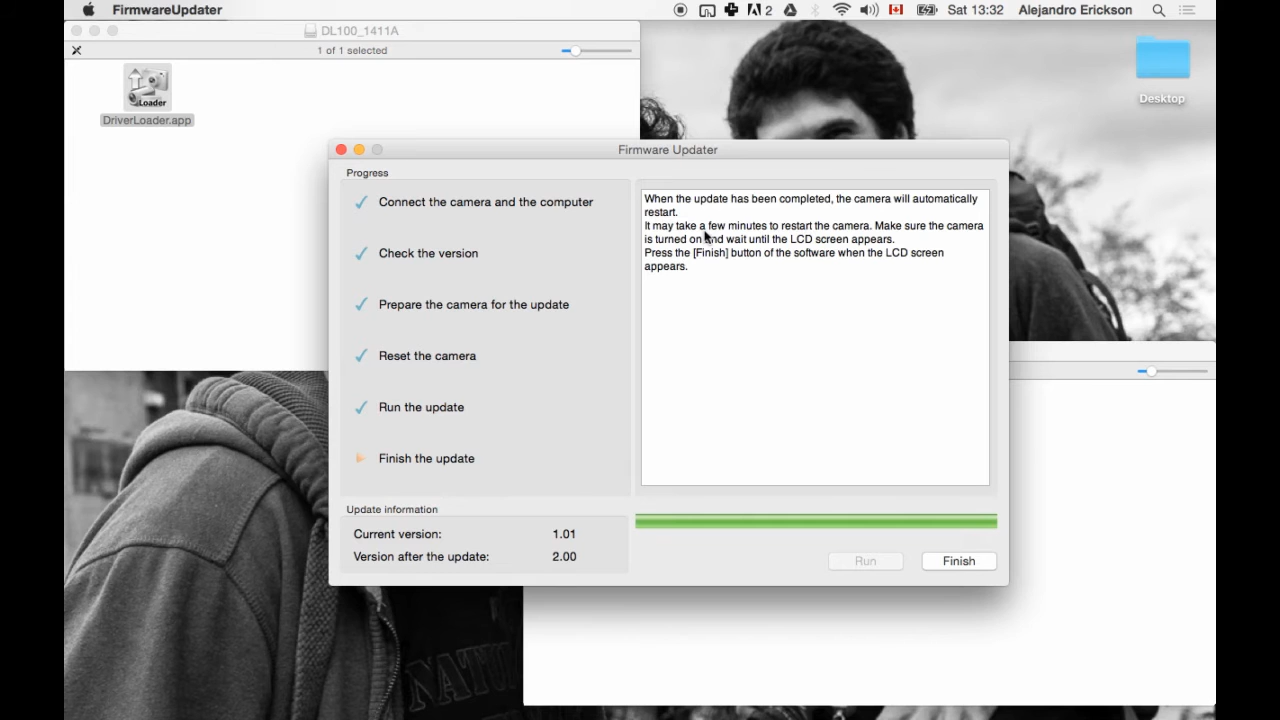 FirmwareUpdater
2
Sat 13:32
Alejandro Erickson
DL100_1411A
1 of 1 selected
Loader
DriverLoader.app
Desktop
Firmware Updater
Progress
Connect the camera and the computer
Check the version
Prepare the camera for the update
Reset the camera
Run the update
Finish the update
When the update has been completed, the camera will automatically
restart.
It may take a few minutes to restart the camera. Make sure the camera
is turned on and wait until the LCD screen appears.
Press the [Finish] button of the software when the LCD screen
appears.
Update information
Current version: 1.01
Version after the update: 2.00
Run
Finish
NATU